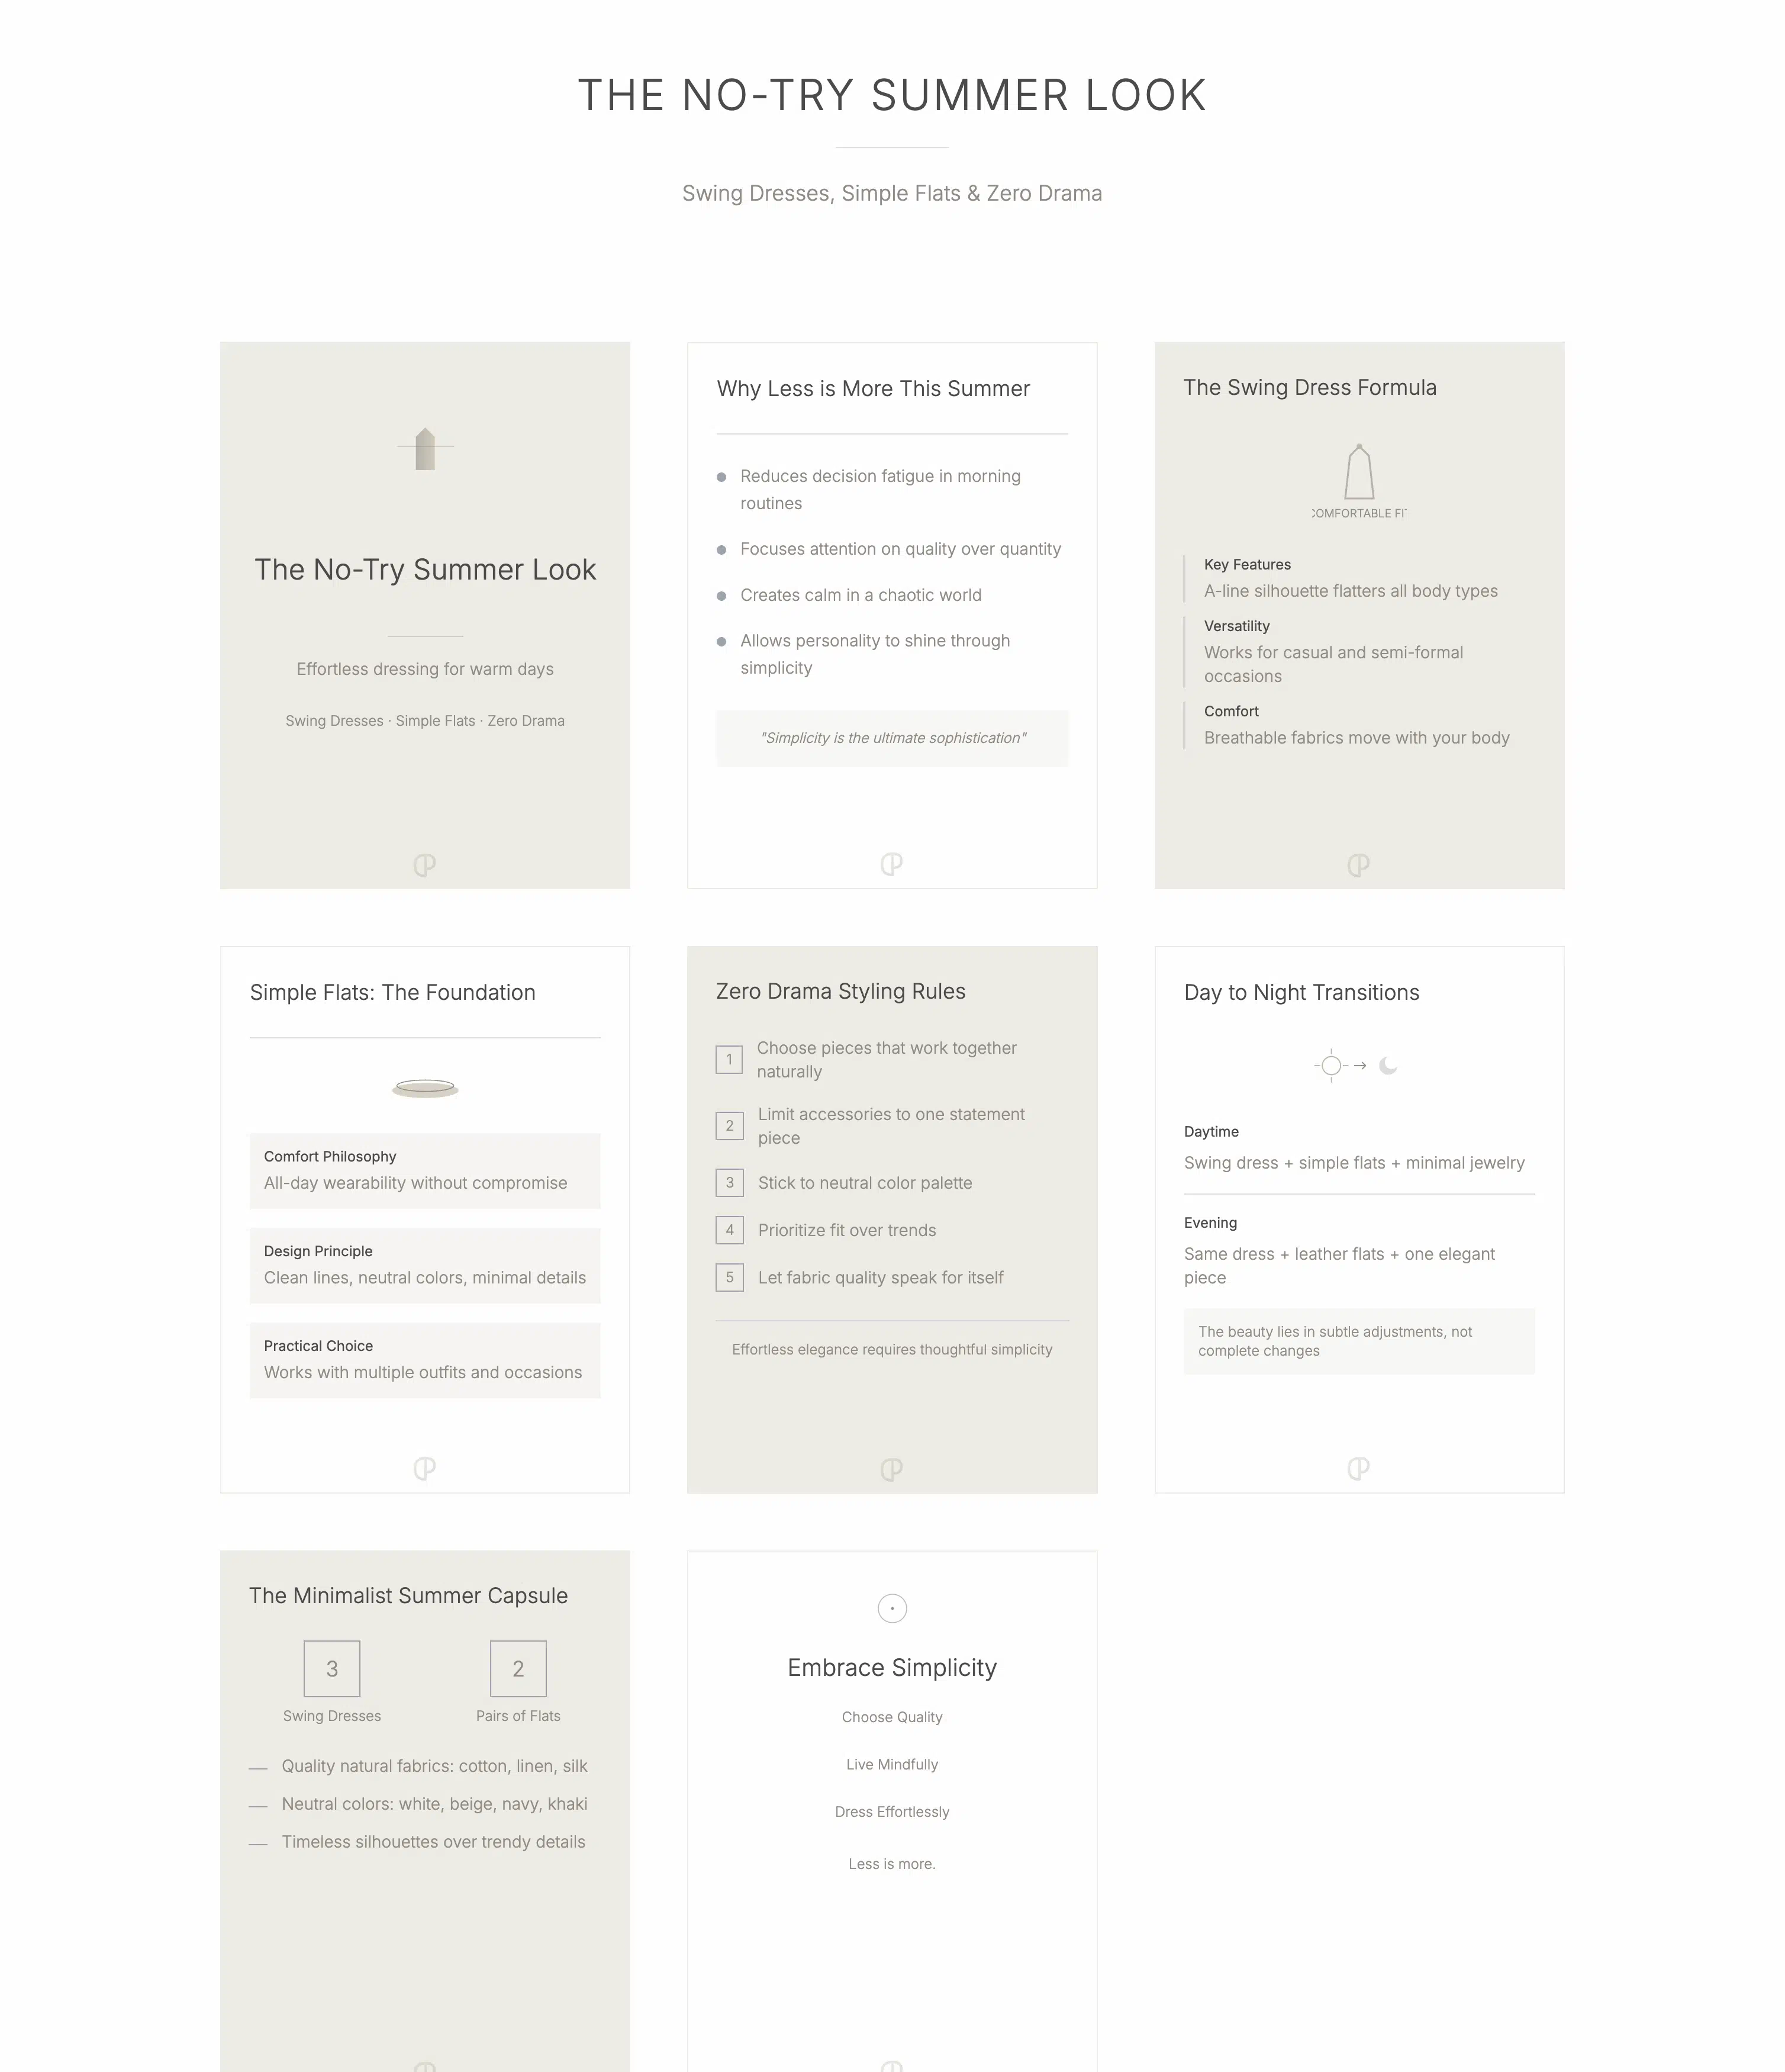 THE NO-TRY SUMMER LOOK
Swing Dresses, Simple Flats & Zero Drama
The No-Try Summer Look
Effortless dressing for warm days
Swing Dresses · Simple Flats · Zero Drama
Why Less is More This Summer
Reduces decision fatigue in morning
routines
Focuses attention on quality over quantity
Creates calm in a chaotic world
Allows personality to shine through
simplicity
"Simplicity is the ultimate sophistication"
The Swing Dress Formula
COMFORTABLE FIT
Key Features
A-line silhouette flatters all body types
Versatility
Works for casual and semi-formal
occasions
Comfort
Breathable fabrics move with your body
Simple Flats: The Foundation
Comfort Philosophy
All-day wearability without compromise
Design Principle
Clean lines, neutral colors, minimal details
Practical Choice
Works with multiple outfits and occasions
Zero Drama Styling Rules
1 Choose pieces that work together
naturally
2 Limit accessories to one statement
piece
3 Stick to neutral color palette
4 Prioritize fit over trends
5 Let fabric quality speak for itself
Effortless elegance requires thoughtful simplicity
Day to Night Transitions
Daytime
Swing dress + simple flats + minimal jewelry
Evening
Same dress + leather flats + one elegant
piece
The beauty lies in subtle adjustments, not
complete changes
The Minimalist Summer Capsule
3 2
Swing Dresses Pairs of Flats
— Quality natural fabrics: cotton, linen, silk
— Neutral colors: white, beige, navy, khaki
— Timeless silhouettes over trendy details
Embrace Simplicity
Choose Quality
Live Mindfully
Dress Effortlessly
Less is more.